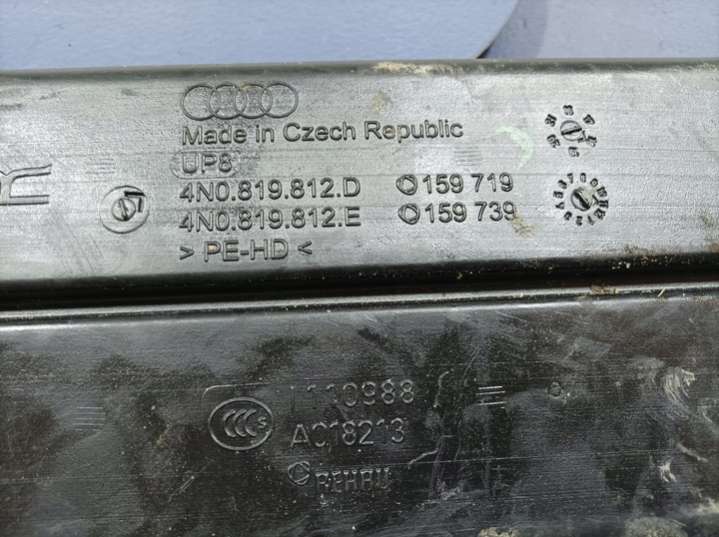 Made in Czech Republic
UP8
4N0.819.812.D 159 719
4N0.819.812.E 159 739
> PE-HD <
A018213
REHAU